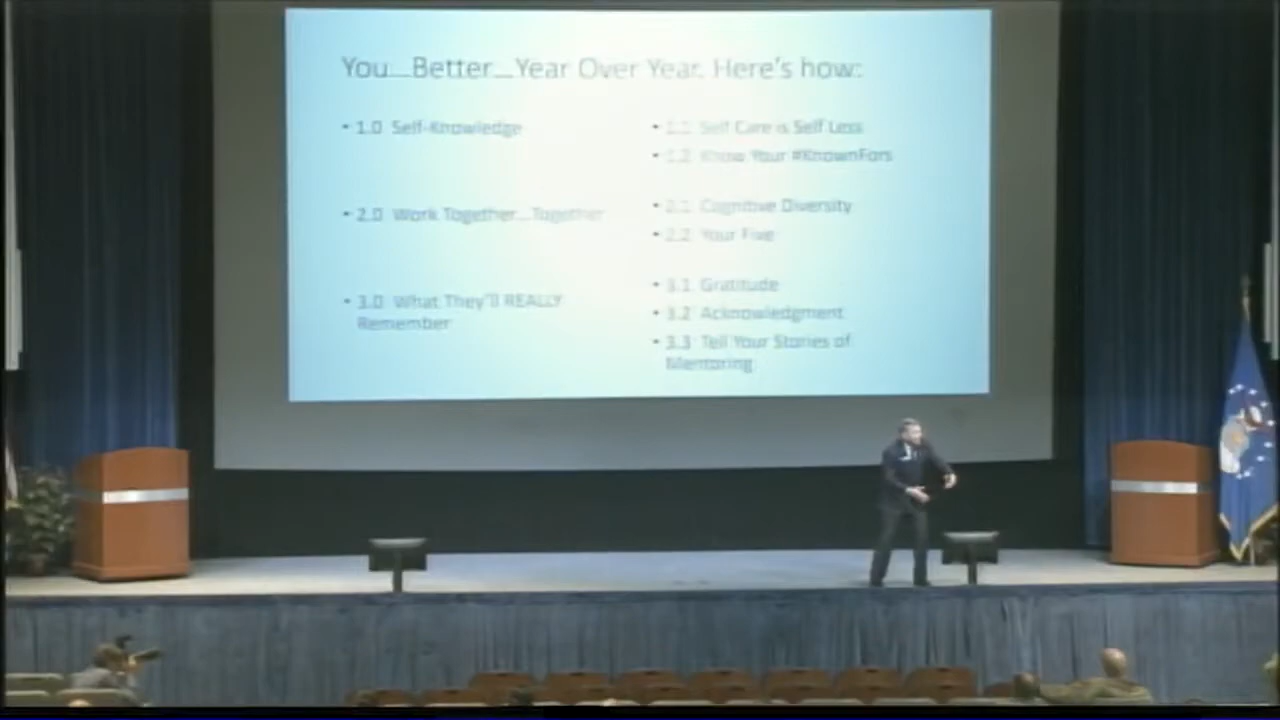 You...Better...Year Over Year. Here's how:
• 1.0 Self-Knowledge
• 1.1 Self Care is Self Less
• 1.2 Know Your #KnownFors
• 2.0 Work Together...Together
• 2.1 Cognitive Diversity
• 2.2 Your Five
• 3.0 What They'll REALLY
Remember
• 3.1 Gratitude
• 3.2 Acknowledgment
• 3.3 Tell Your Stories of
Mentoring